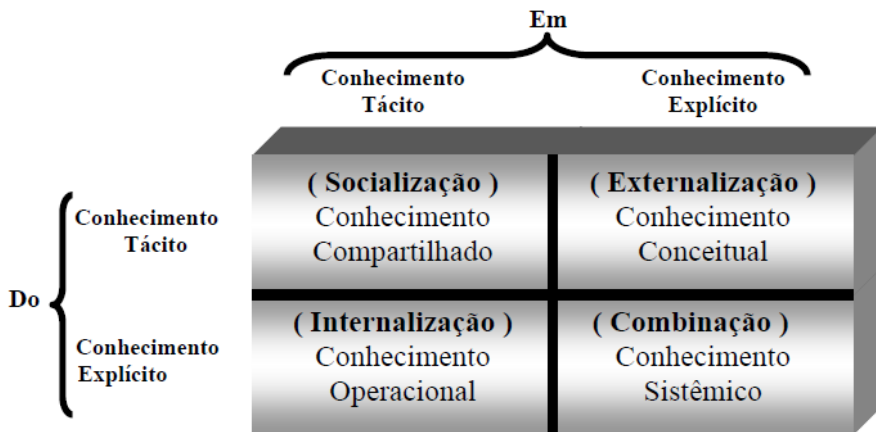 Em
Conhecimento
Tácito
Conhecimento
Explícito
Do
Conhecimento
Tácito
( Socialização )
Conhecimento
Compartilhado
( Externalização )
Conhecimento
Conceitual
Conhecimento
Explícito
( Internalização )
Conhecimento
Operacional
( Combinação )
Conhecimento
Sistêmico